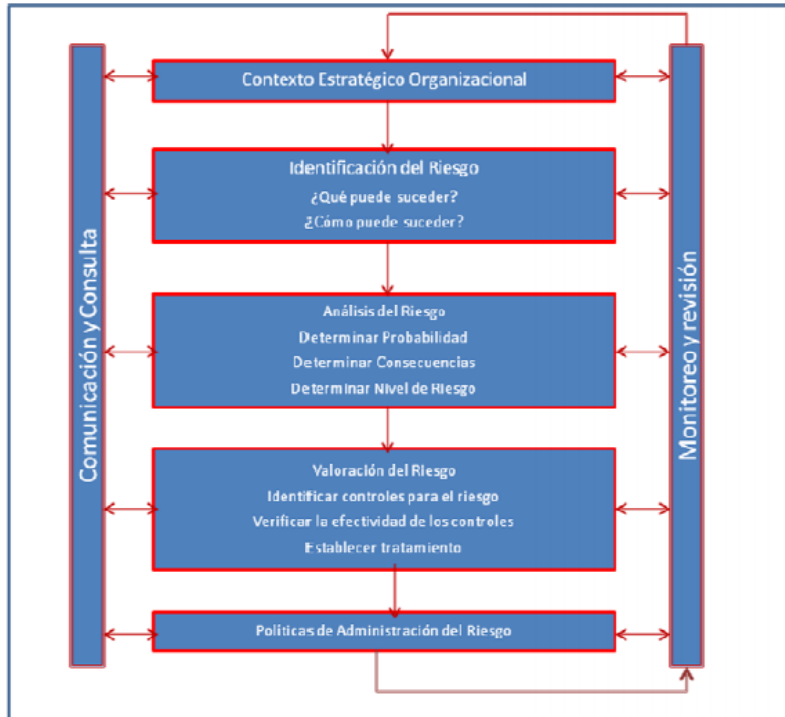 Contexto Estratégico Organizacional
Identificación del Riesgo
¿Qué puede suceder?
¿Cómo puede suceder?
Análisis del Riesgo
Determinar Probabilidad
Determinar Consecuencias
Determinar Nivel de Riesgo
Valoración del Riesgo
Identificar controles para el riesgo
Verificar la efectividad de los controles
Establecer tratamiento
Políticas de Administración del Riesgo
Comunicación y Consulta
Monitoreo y revisión